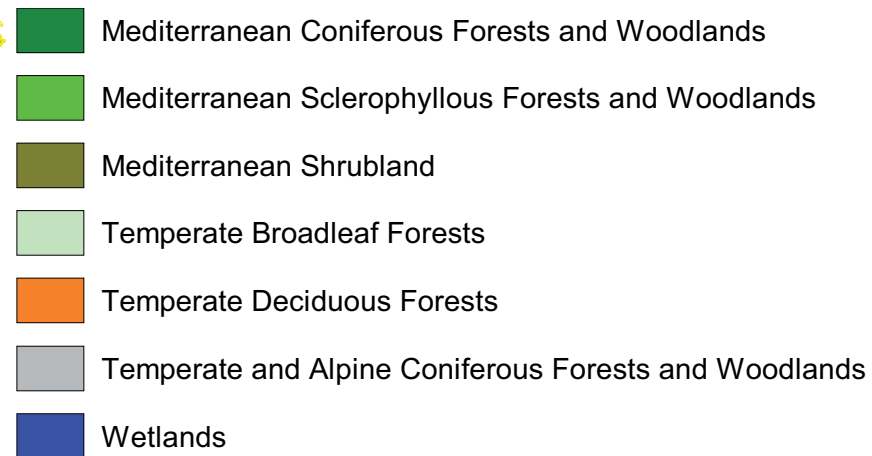 Mediterranean Coniferous Forests and Woodlands
Mediterranean Sclerophyllous Forests and Woodlands
Mediterranean Shrubland
Temperate Broadleaf Forests
Temperate Deciduous Forests
Temperate and Alpine Coniferous Forests and Woodlands
Wetlands